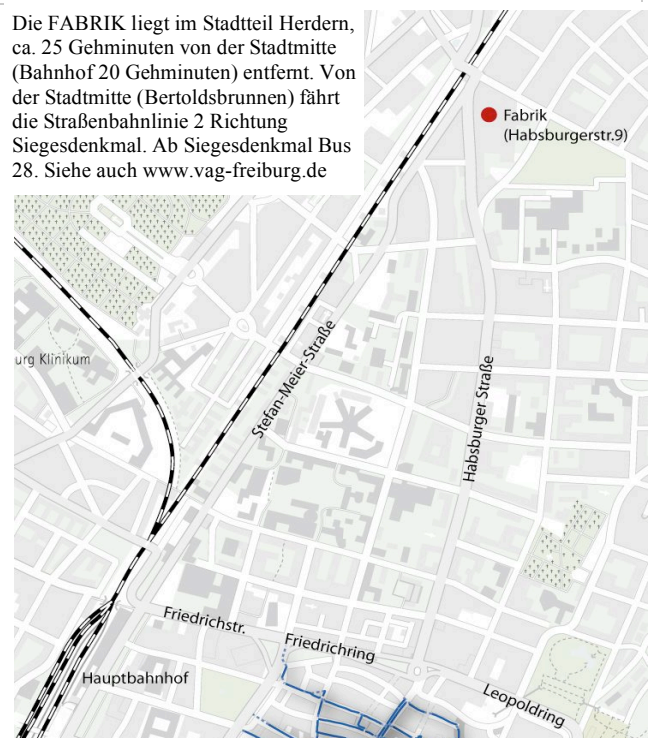 Die FABRIK liegt im Stadtteil Herdern,
ca. 25 Gehminuten von der Stadtmitte
(Bahnhof 20 Gehminuten) entfernt. Von
der Stadtmitte (Bertoldsbrunnen) fährt
die Straßenbahnlinie 2 Richtung
Siegesdenkmal. Ab Siegesdenkmal Bus
28. Siehe auch www.vag-freiburg.de
Fabrik
(Habsburgerstr.9)
urg Klinikum
Stefan-Meier-Straße
Habsburger Straße
Friedrichstr.
Friedrichring
Hauptbahnhof
Leopoldring